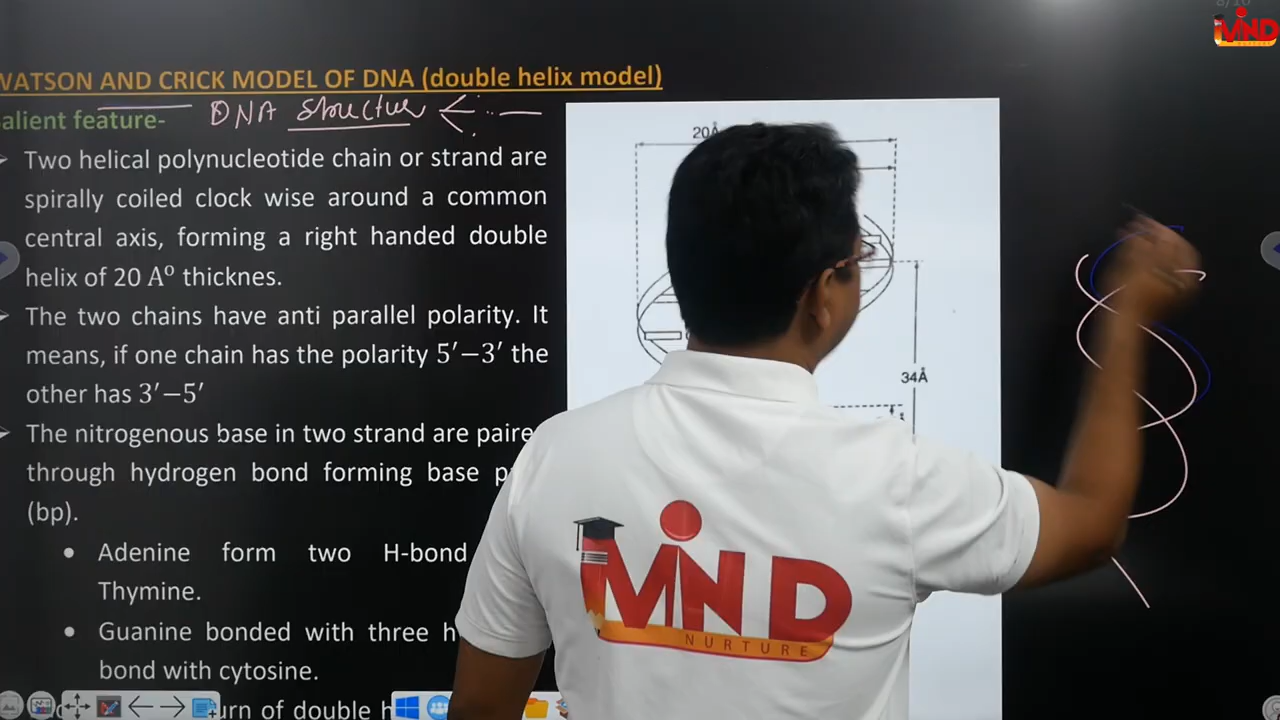 8/10
MIND
NURTURE
WATSON AND CRICK MODEL OF DNA (double helix model)
alient feature-
DNA structure
Two helical polynucleotide chain or strand are
spirally coiled clock wise around a common
central axis, forming a right handed double
helix of 20 A⁰ thicknes.
The two chains have anti parallel polarity. It
means, if one chain has the polarity 5′−3′ the
other has 3′−5′
The nitrogenous base in two strand are paire
through hydrogen bond forming base p
(bp).
• Adenine form two H-bond
Thymine.
• Guanine bonded with three h
bond with cytosine.
urn of double h
20Å
34Å
MIND
NURTURE